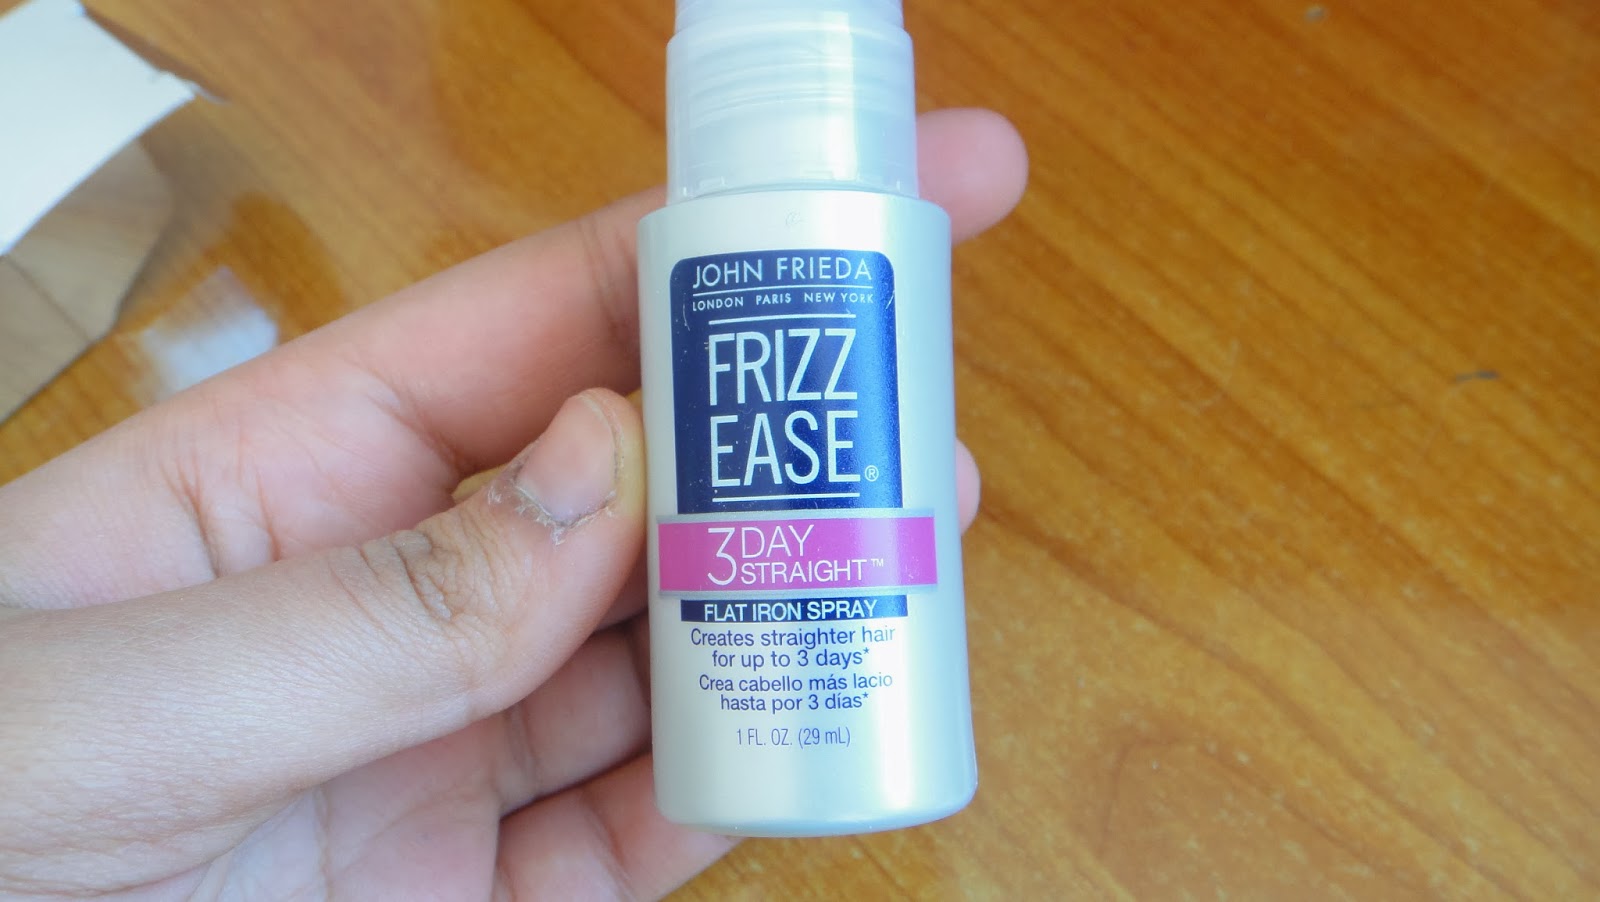 JOHN FRIEDA
LONDON PARIS NEW YORK
FRIZZ
EASE®
3 DAY
STRAIGHT™
FLAT IRON SPRAY
Creates straighter hair
for up to 3 days*
Crea cabello más lacio
hasta por 3 días*
1 FL. OZ. (29 mL)